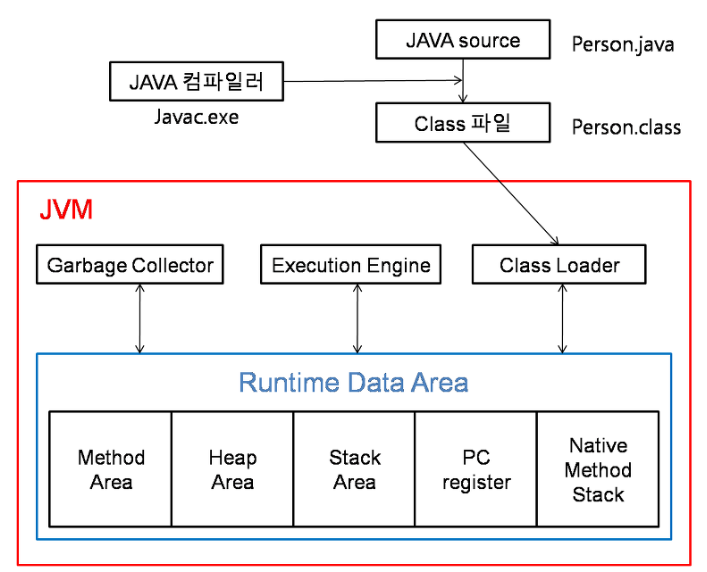 JAVA source
Person.java
JAVA 컴파일러
Javac.exe
Class 파일
Person.class
JVM
Garbage Collector
Execution Engine
Class Loader
Runtime Data Area
Method
Area
Heap
Area
Stack
Area
PC
register
Native
Method
Stack